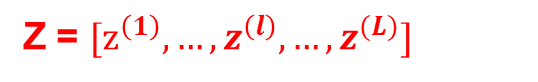 Z = [z⁽¹⁾, …, z⁽ˡ⁾, …, z⁽ᴸ⁾]